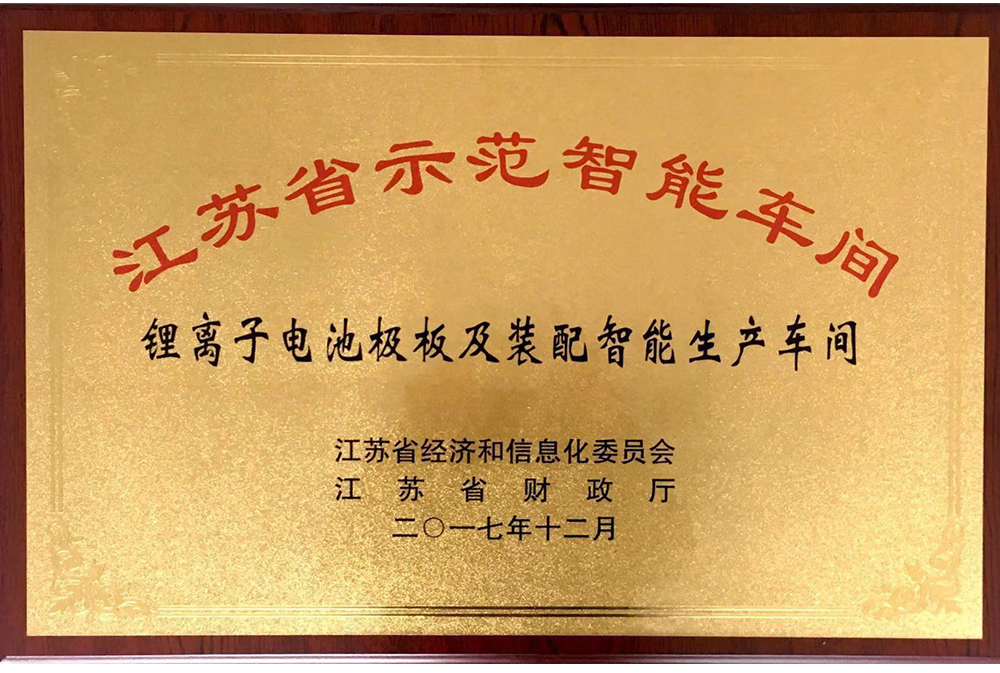 江苏省示范智能车间
锂离子电池极板及装配智能生产车间
江苏省经济和信息化委员会
江苏省财政厅
二〇一七年十二月